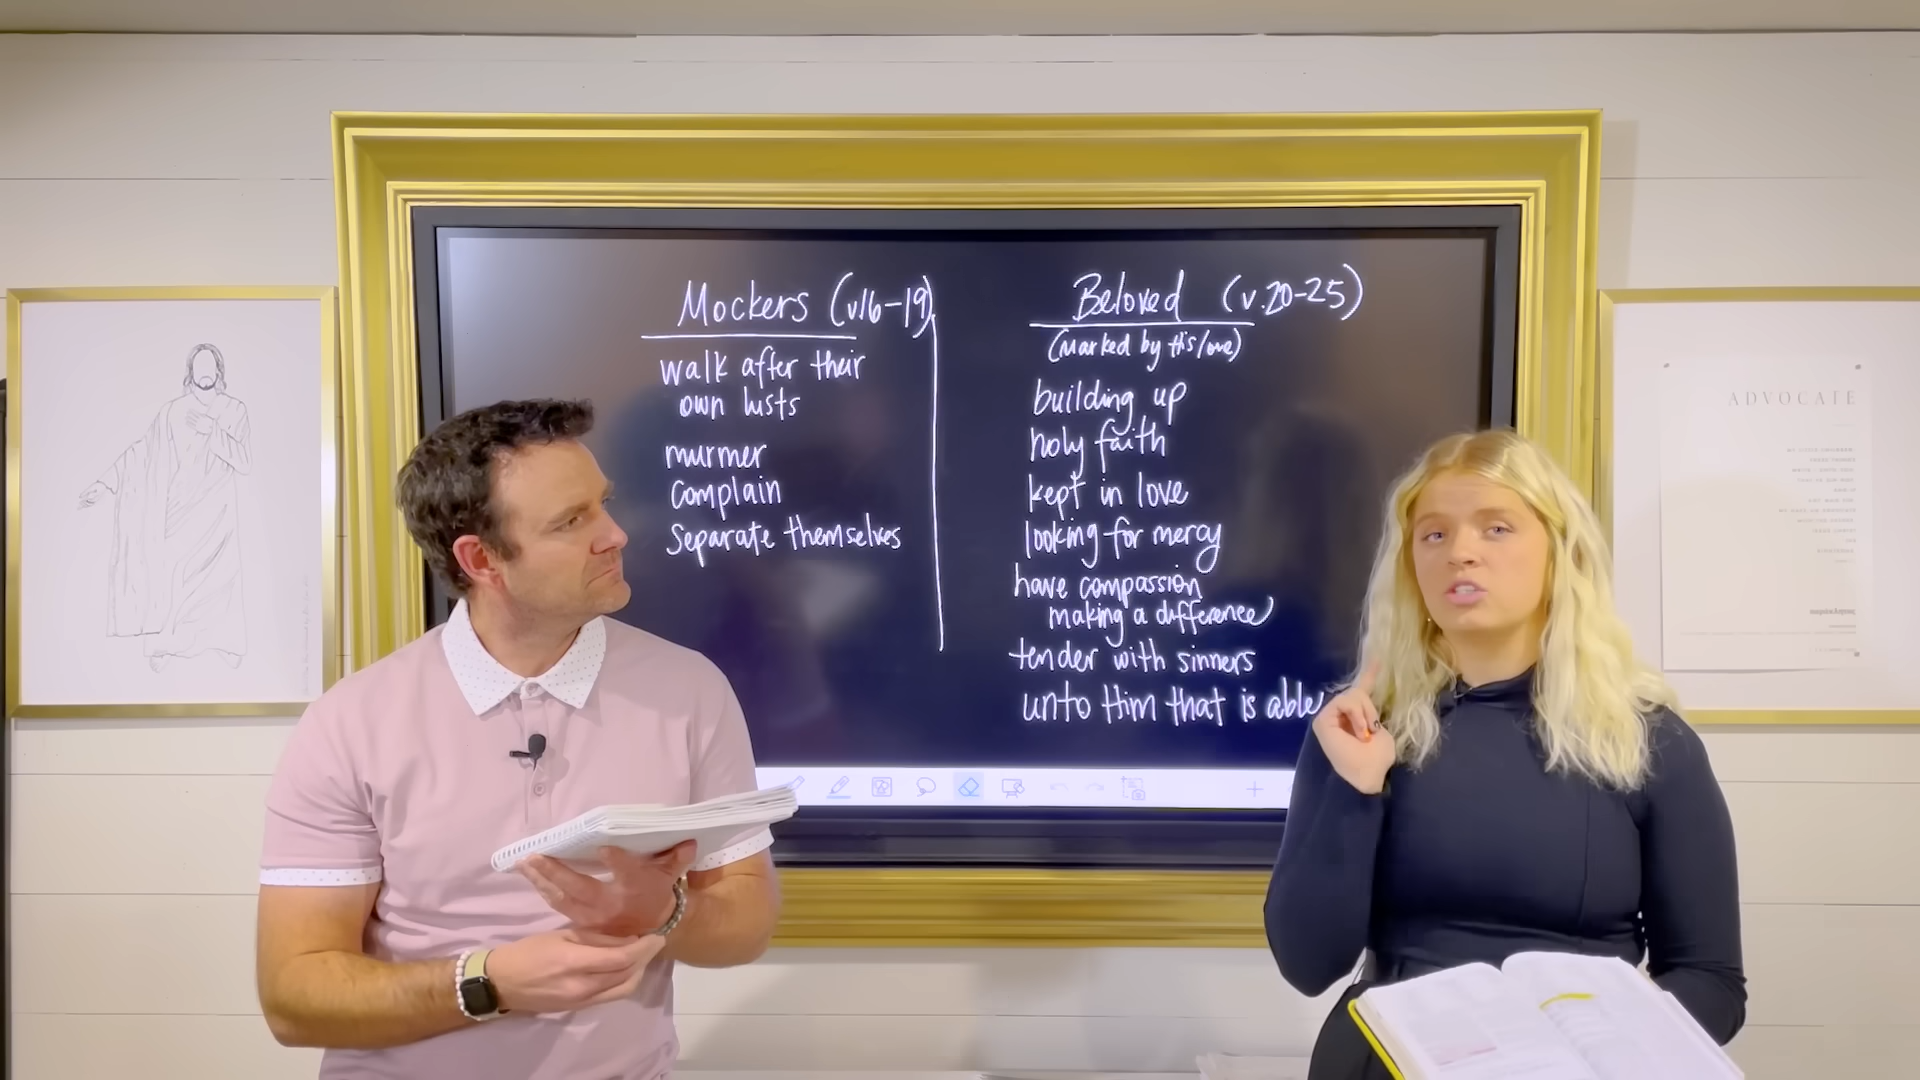 Mockers (v16-19)
walk after their
own lusts
murmer
complain
separate themselves
Beloved (v.20-25)
(marked by His love)
building up
holy faith
kept in love
looking for mercy
have compassion
making a difference
tender with sinners
unto Him that is able
ADVOCATE